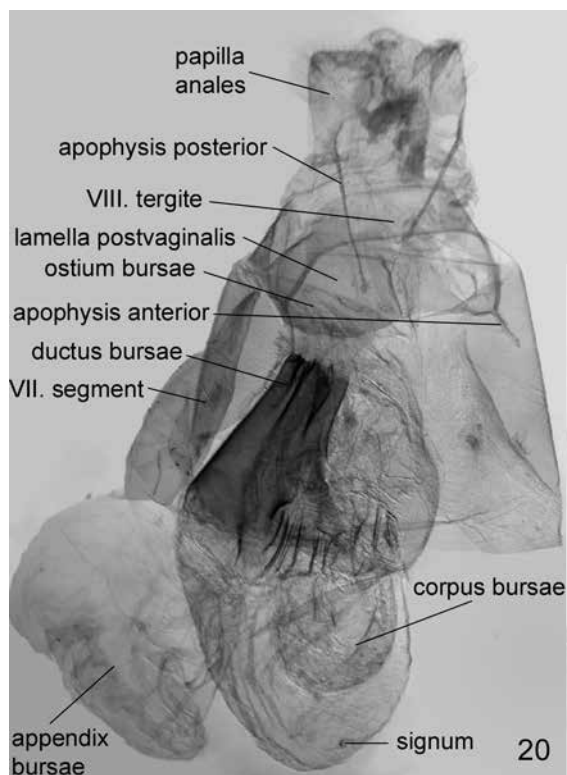 papilla
anales
apophysis posterior
VIII. tergite
lamella postvaginalis
ostium bursae
apophysis anterior
ductus bursae
VII. segment
corpus bursae
appendix
bursae
signum
20